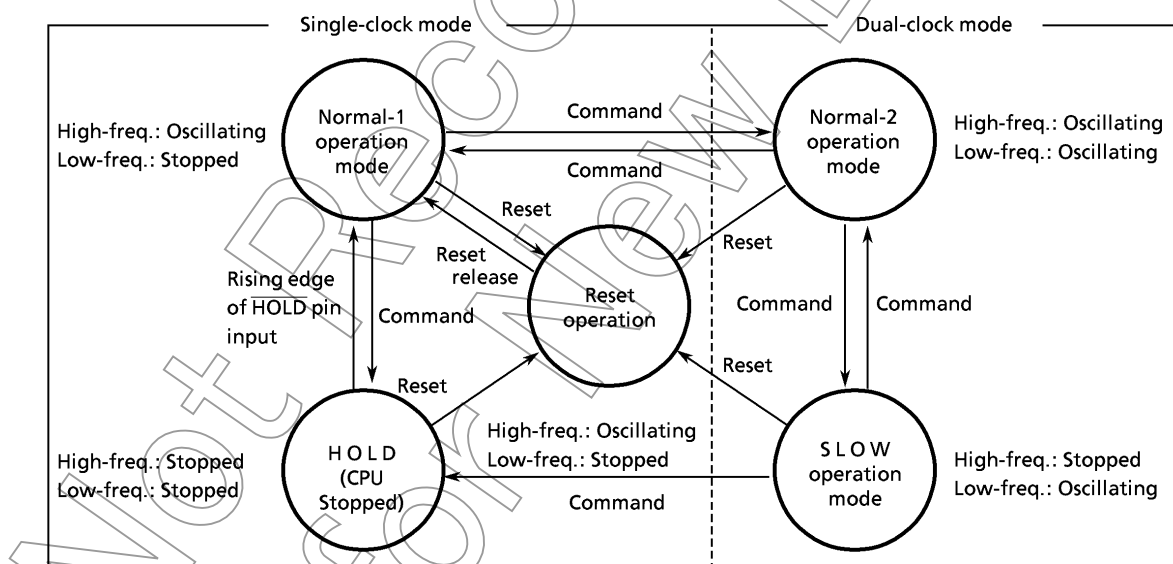 Single-clock mode
Dual-clock mode
High-freq.: Oscillating
Low-freq.: Stopped
Normal-1
operation
mode
Command
Command
Normal-2
operation
mode
High-freq.: Oscillating
Low-freq.: Oscillating
Reset
Reset
release
Reset
Rising edge
of HOLD pin
input
Command
Reset
operation
Command
Command
Reset
Reset
High-freq.: Stopped
Low-freq.: Stopped
HOLD
(CPU
Stopped)
High-freq.: Oscillating
Low-freq.: Stopped
Command
SLOW
operation
mode
High-freq.: Stopped
Low-freq.: Oscillating